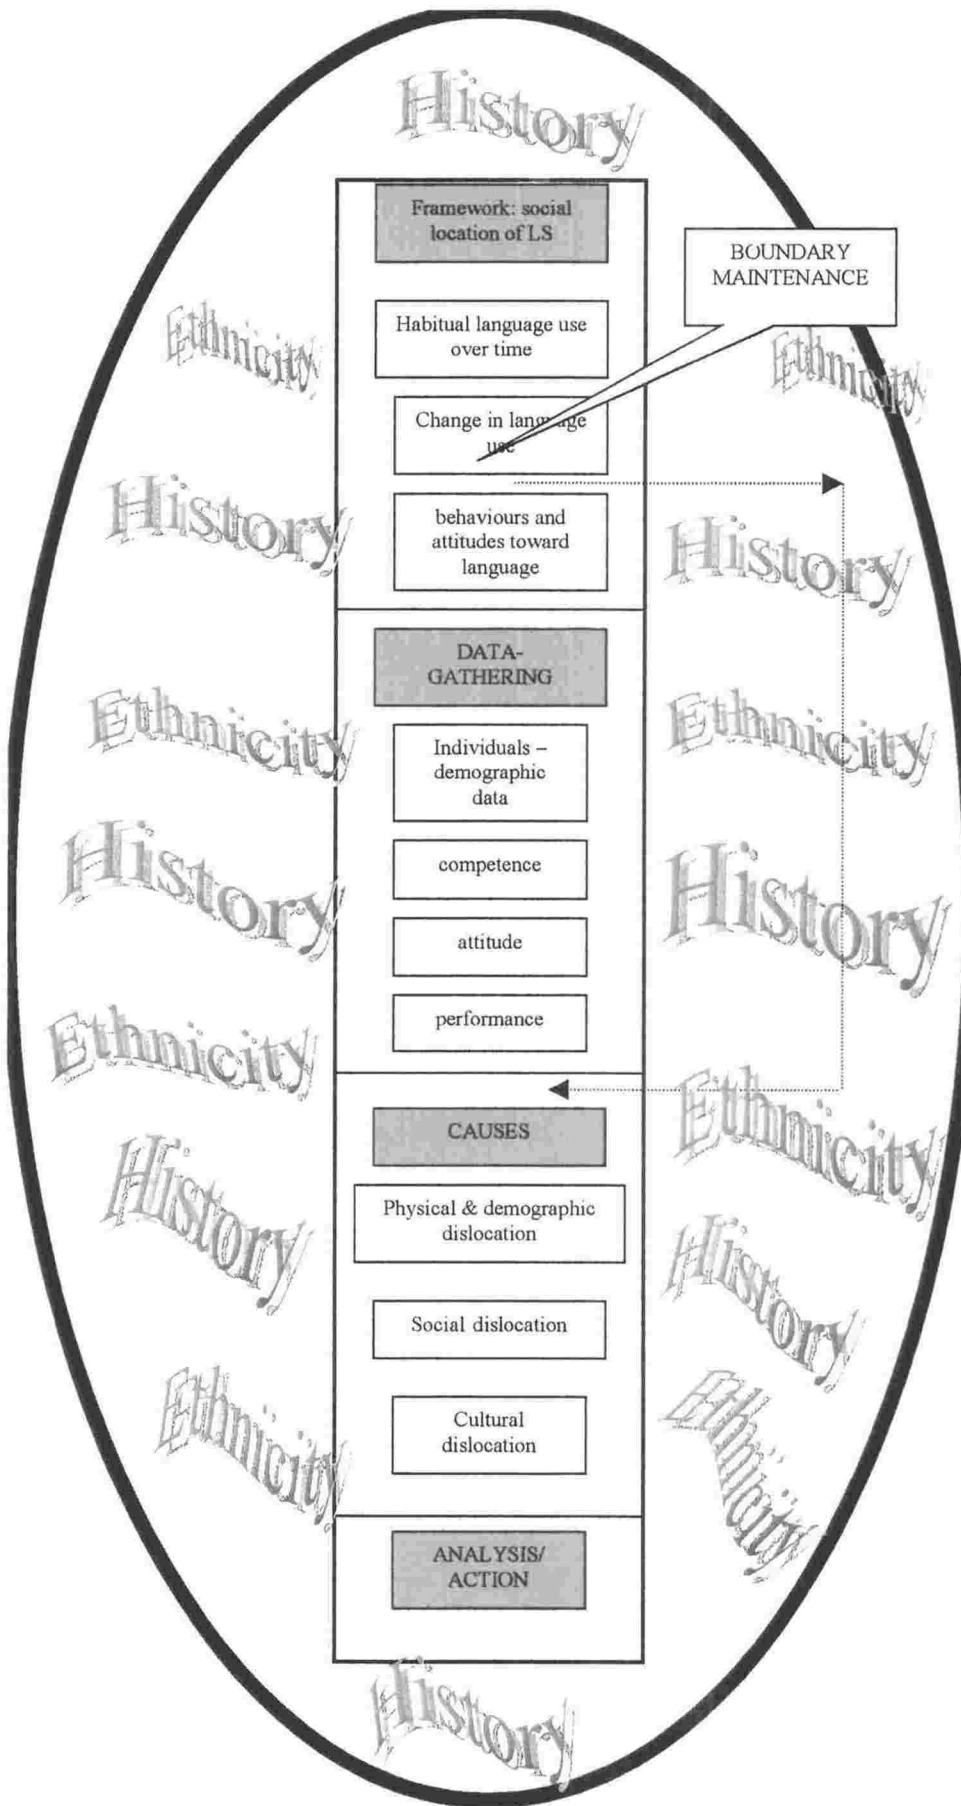 History
Framework: social
location of LS
BOUNDARY
MAINTENANCE
Habitual language use
over time
Ethnicity
Ethnicity
Change in language
use
History
behaviours and
attitudes toward
language
History
DATA-
GATHERING
Ethnicity
Ethnicity
Individuals –
demographic
data
History
competence
History
attitude
performance
Ethnicity
Ethnicity
CAUSES
History
Physical & demographic
dislocation
History
Social dislocation
Ethnicity
Cultural
dislocation
Ethnicity
ANALYSIS/
ACTION
History